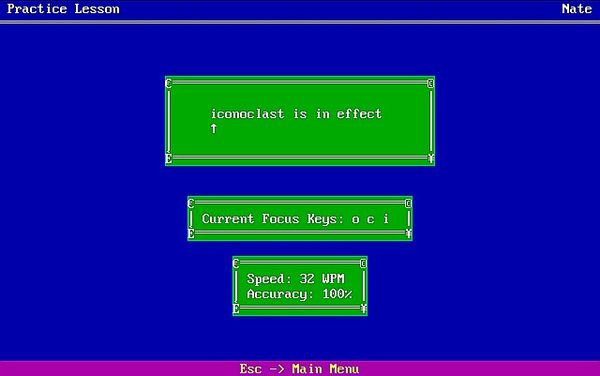 Practice Lesson Nate
iconoclast is in effect
↑
Current Focus Keys: o c i
Speed: 32 WPM
Accuracy: 100%
Esc -> Main Menu